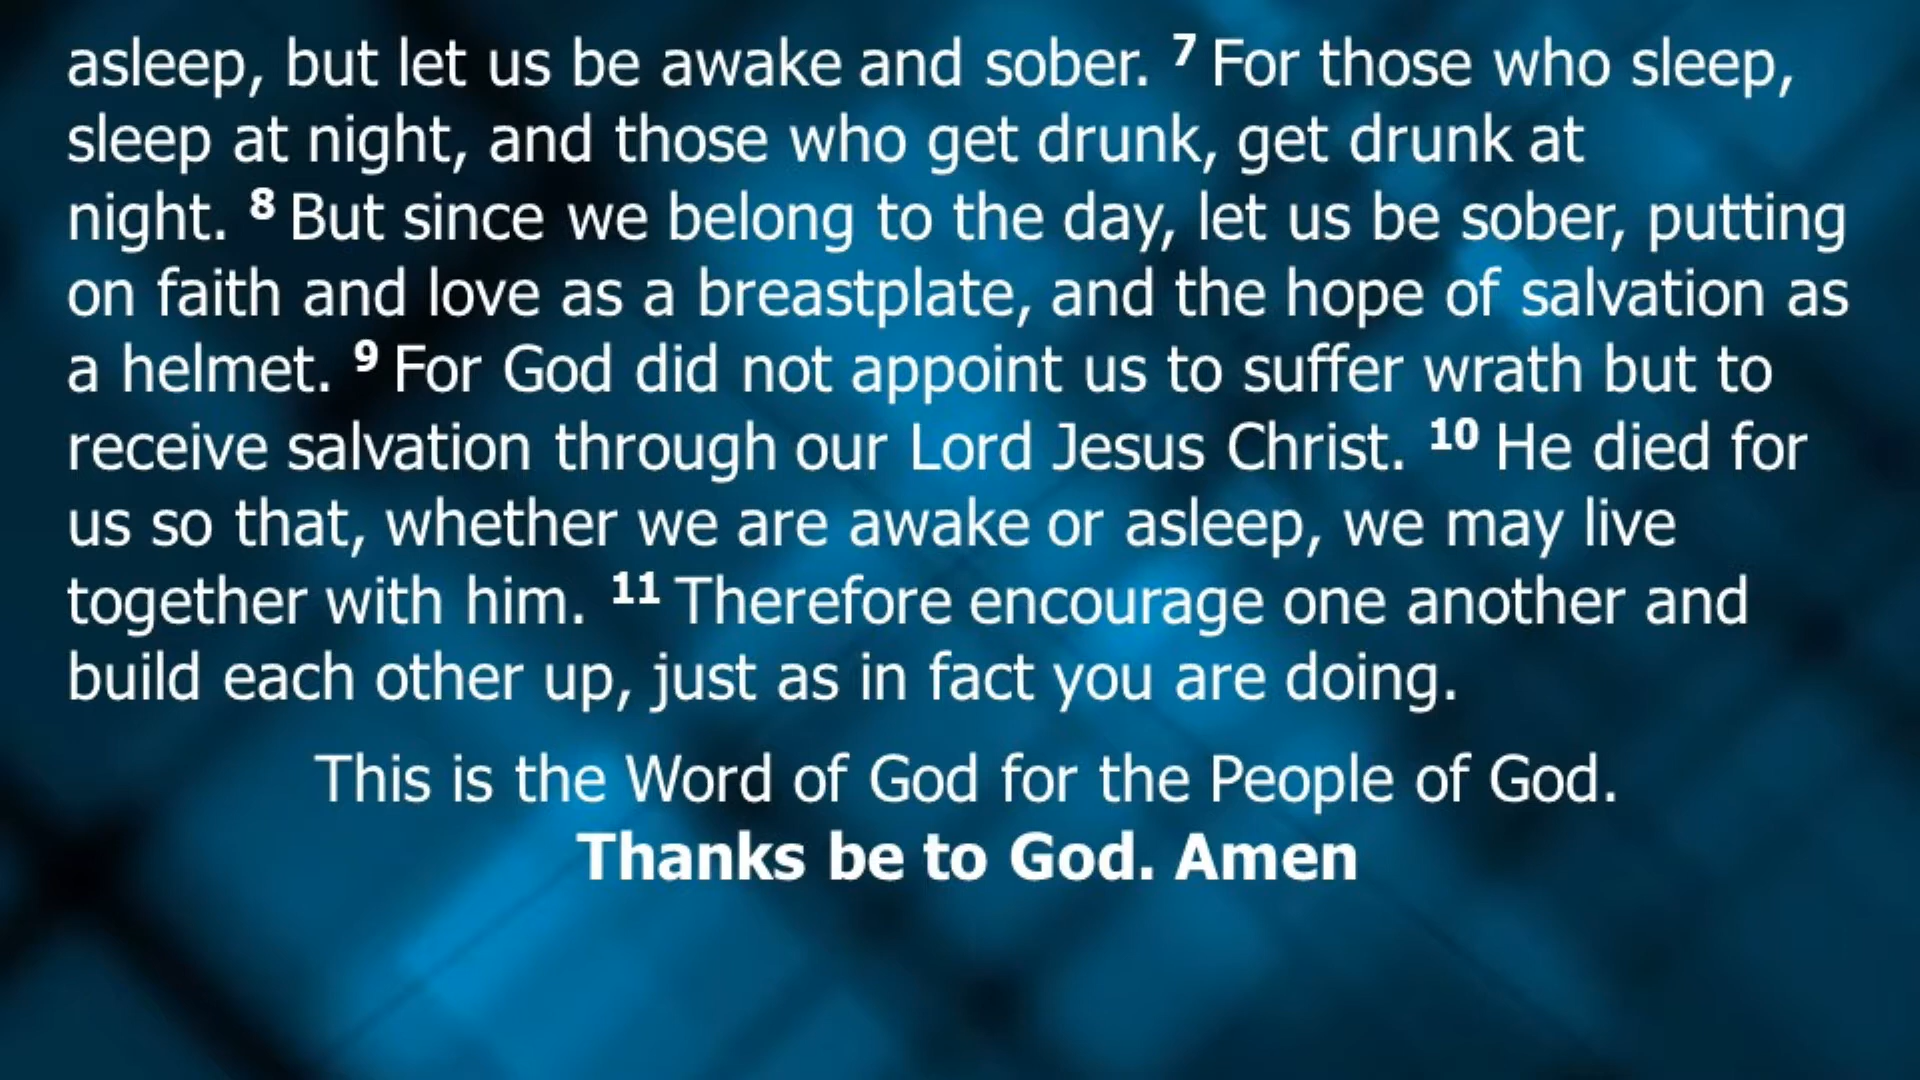 asleep, but let us be awake and sober. 7 For those who sleep,
sleep at night, and those who get drunk, get drunk at
night. 8 But since we belong to the day, let us be sober, putting
on faith and love as a breastplate, and the hope of salvation as
a helmet. 9 For God did not appoint us to suffer wrath but to
receive salvation through our Lord Jesus Christ. 10 He died for
us so that, whether we are awake or asleep, we may live
together with him. 11 Therefore encourage one another and
build each other up, just as in fact you are doing.
This is the Word of God for the People of God.
Thanks be to God. Amen